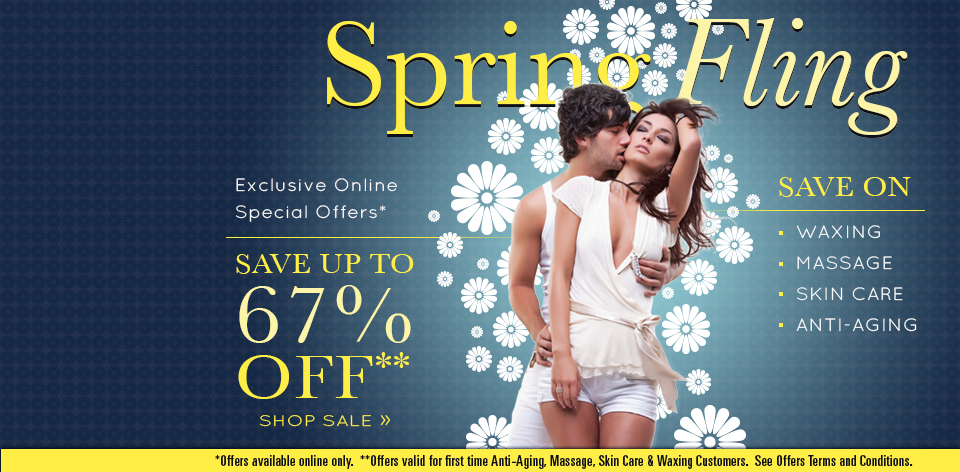 Spring Fling
Exclusive Online
Special Offers*
SAVE UP TO
67%
OFF**
SHOP SALE »
SAVE ON
▪ WAXING
▪ MASSAGE
▪ SKIN CARE
▪ ANTI-AGING
*Offers available online only. **Offers valid for first time Anti-Aging, Massage, Skin Care & Waxing Customers. See Offers Terms and Conditions.